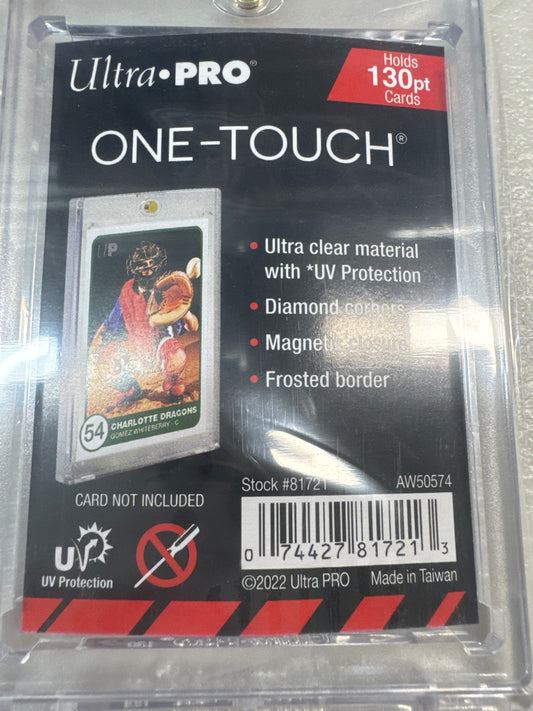 Ultra•PRO®
Holds
130pt
Cards
ONE-TOUCH®
UP
• Ultra clear material
with *UV Protection
• Diamond corners
• Magnetic closure
• Frosted border
54
CHARLOTTE DRAGONS
GOMEZ WHITEBERRY - C
CARD NOT INCLUDED
Stock #81721
AW50574
UV
UV Protection
0 74427 81721 3
©2022 Ultra PRO Made in Taiwan